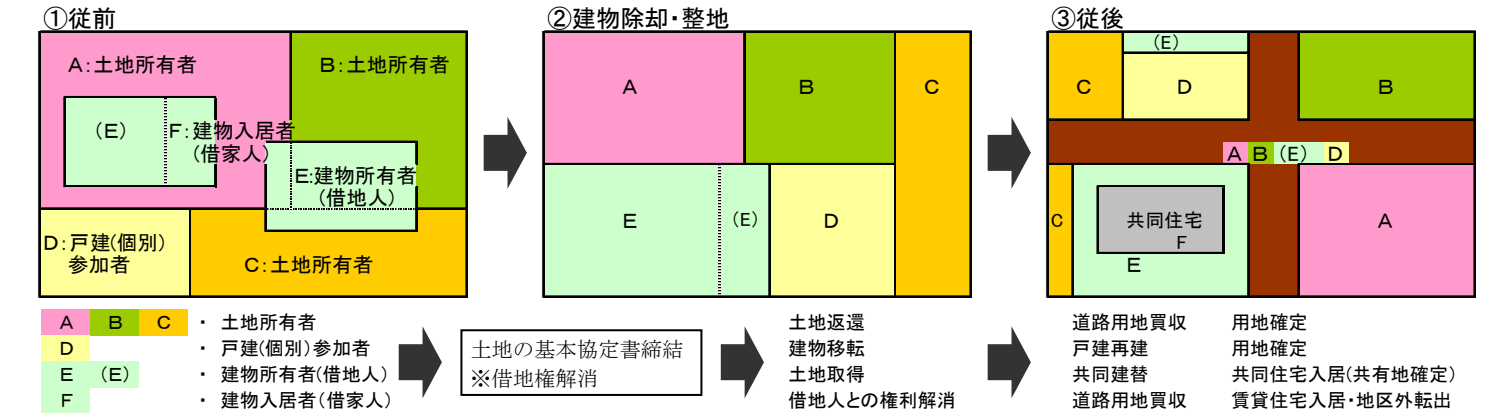 ①従前
A:土地所有者
B:土地所有者
(E)
F:建物入居者
(借家人)
E:建物所有者
(借地人)
D:戸建(個別)
参加者
C:土地所有者
②建物除却・整地
A
B
C
E
(E)
D
③従後
(E)
C
D
B
A B (E) D
C
共同住宅
F
E
A
A B C ・ 土地所有者
D ・ 戸建(個別)参加者
E (E) ・ 建物所有者(借地人)
F ・ 建物入居者(借家人)
土地の基本協定書締結
※借地権解消
土地返還
建物移転
土地取得
借地人との権利解消
道路用地買収 用地確定
戸建再建 用地確定
共同建替 共同住宅入居(共有地確定)
道路用地買収 賃貸住宅入居・地区外転出